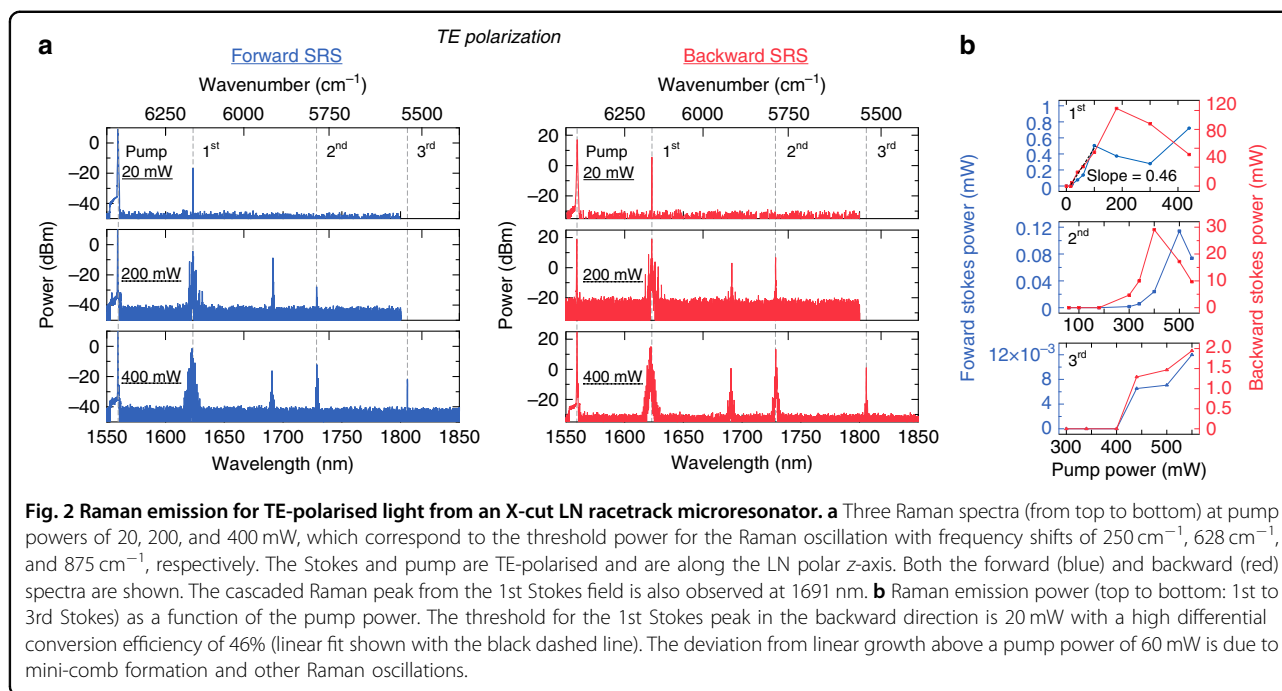 a
TE polarization
Forward SRS
Wavenumber (cm⁻¹)
6250 6000 5750 5500
Pump
20 mW
1st
2nd
3rd
0
−20
−40
200 mW
0
−20
−40
400 mW
0
−20
−40
Power (dBm)
1550 1600 1650 1700 1750 1800 1850
Wavelength (nm)
Backward SRS
Wavenumber (cm⁻¹)
6250 6000 5750 5500
Pump
20 mW
1st
2nd
3rd
20
0
−20
200 mW
20
0
−20
400 mW
20
0
−20
Power (dBm)
1550 1600 1650 1700 1750 1800 1850
Wavelength (nm)
b
1st
1
0.8
0.6
0.4
0.2
0
120
80
40
0
Slope = 0.46
0 200 400
2nd
0.12
0.08
0.04
0
30
20
10
0
100 300 500
3rd
12×10⁻³
8
4
0
2.0
1.5
1.0
0.5
0
300 400 500
Pump power (mW)
Foward stokes power (mW)
Backward stokes power (mW)
Fig. 2 Raman emission for TE-polarised light from an X-cut LN racetrack microresonator. a Three Raman spectra (from top to bottom) at pump
powers of 20, 200, and 400 mW, which correspond to the threshold power for the Raman oscillation with frequency shifts of 250 cm⁻¹, 628 cm⁻¹,
and 875 cm⁻¹, respectively. The Stokes and pump are TE-polarised and are along the LN polar z-axis. Both the forward (blue) and backward (red)
spectra are shown. The cascaded Raman peak from the 1st Stokes field is also observed at 1691 nm. b Raman emission power (top to bottom: 1st to
3rd Stokes) as a function of the pump power. The threshold for the 1st Stokes peak in the backward direction is 20 mW with a high differential
conversion efficiency of 46% (linear fit shown with the black dashed line). The deviation from linear growth above a pump power of 60 mW is due to
mini-comb formation and other Raman oscillations.